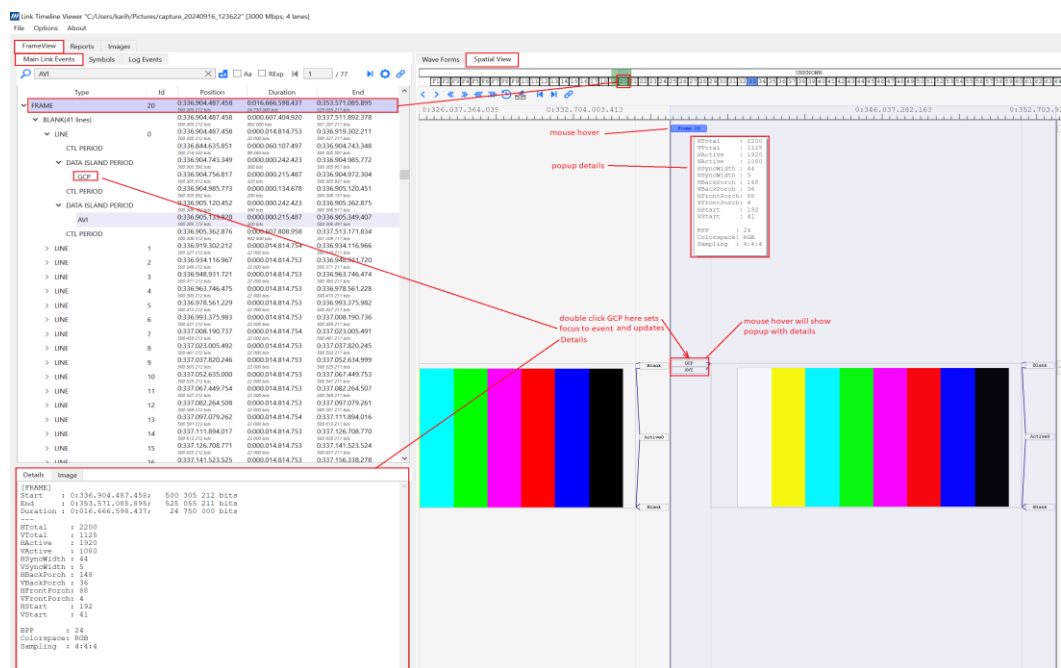 Link Timeline Viewer "C:/Users/karlh/Pictures/capture_20240916_123622" [3000 Mbps, 4 lanes]
File Options About
FrameView Reports Images
Main Link Events Symbols Log Events
AVI Aa RExp 1 / 77
Type Id Position Duration End
FRAME 20 0:336.904.487.458 0:016.666.598.437 0:353.571.085.895
BLANK(41 lines) 0:336.904.487.458 0:000.607.404.920 0:337.511.892.378
LINE 0 0:336.904.487.458 0:000.014.814.753 0:336.919.302.211
CTL PERIOD 0:336.844.635.851 0:000.060.107.497 0:336.904.743.348
DATA ISLAND PERIOD 0:336.904.743.349 0:000.000.242.423 0:336.904.985.772
GCP 0:336.904.756.817 0:000.000.215.487 0:336.904.972.304
CTL PERIOD 0:336.904.985.773 0:000.000.134.678 0:336.905.120.451
DATA ISLAND PERIOD 0:336.905.120.452 0:000.000.242.423 0:336.905.362.875
AVI 0:336.905.133.920 0:000.000.215.487 0:336.905.349.407
CTL PERIOD 0:336.905.362.876 0:000.607.808.958 0:337.513.171.834
LINE 1 0:336.919.302.212 0:000.014.814.754 0:336.934.116.966
LINE 2 0:336.934.116.967 0:000.014.814.753 0:336.948.931.720
LINE 3 0:336.948.931.721 0:000.014.814.753 0:336.963.746.474
LINE 4 0:336.963.746.475 0:000.014.814.753 0:336.978.561.228
LINE 5 0:336.978.561.229 0:000.014.814.753 0:336.993.375.982
LINE 6 0:336.993.375.983 0:000.014.814.753 0:337.008.190.736
LINE 7 0:337.008.190.737 0:000.014.814.754 0:337.023.005.491
LINE 8 0:337.023.005.492 0:000.014.814.753 0:337.037.820.245
LINE 9 0:337.037.820.246 0:000.014.814.753 0:337.052.634.999
LINE 10 0:337.052.635.000 0:000.014.814.753 0:337.067.449.753
LINE 11 0:337.067.449.754 0:000.014.814.753 0:337.082.264.507
LINE 12 0:337.082.264.508 0:000.014.814.753 0:337.097.079.261
LINE 13 0:337.097.079.262 0:000.014.814.754 0:337.111.894.016
LINE 14 0:337.111.894.017 0:000.014.814.753 0:337.126.708.770
LINE 15 0:337.126.708.771 0:000.014.814.753 0:337.141.523.524
LINE 16 0:337.141.523.525 0:000.014.814.753 0:337.156.338.278
Details Image
[FRAME]
Start : 0:336.904.487.458; 500 305 212 bits
End : 0:353.571.085.895; 525 055 211 bits
Duration : 0:016.666.598.437; 24 750 000 bits
---
HTotal : 2200
VTotal : 1125
HActive : 1920
VActive : 1080
HSyncWidth : 44
VSyncWidth : 5
HBackPorch : 148
VBackPorch : 36
HFrontPorch: 88
VFrontPorch: 4
HStart : 192
VStart : 41
BPP : 24
Colorspace: RGB
Sampling : 4:4:4
Wave Forms Spatial View
0:326.037.364.039 0:332.704.003.413 0:346.037.282.163 0:352.703.92
mouse hover
Frame 20
popup details
HTotal : 2200
VTotal : 1125
HActive : 1920
VActive : 1080
HSyncWidth : 44
VSyncWidth : 5
HBackPorch : 148
VBackPorch : 36
HFrontPorch: 88
VFrontPorch: 4
HStart : 192
VStart : 41
BPP : 24
Colorspace: RGB
Sampling : 4:4:4
double click GCP here sets
focus to event and updates
Details
mouse hover will show
popup with details
Blank
GCP
AVI
Blank
Active0
Active0
Blank
Blank